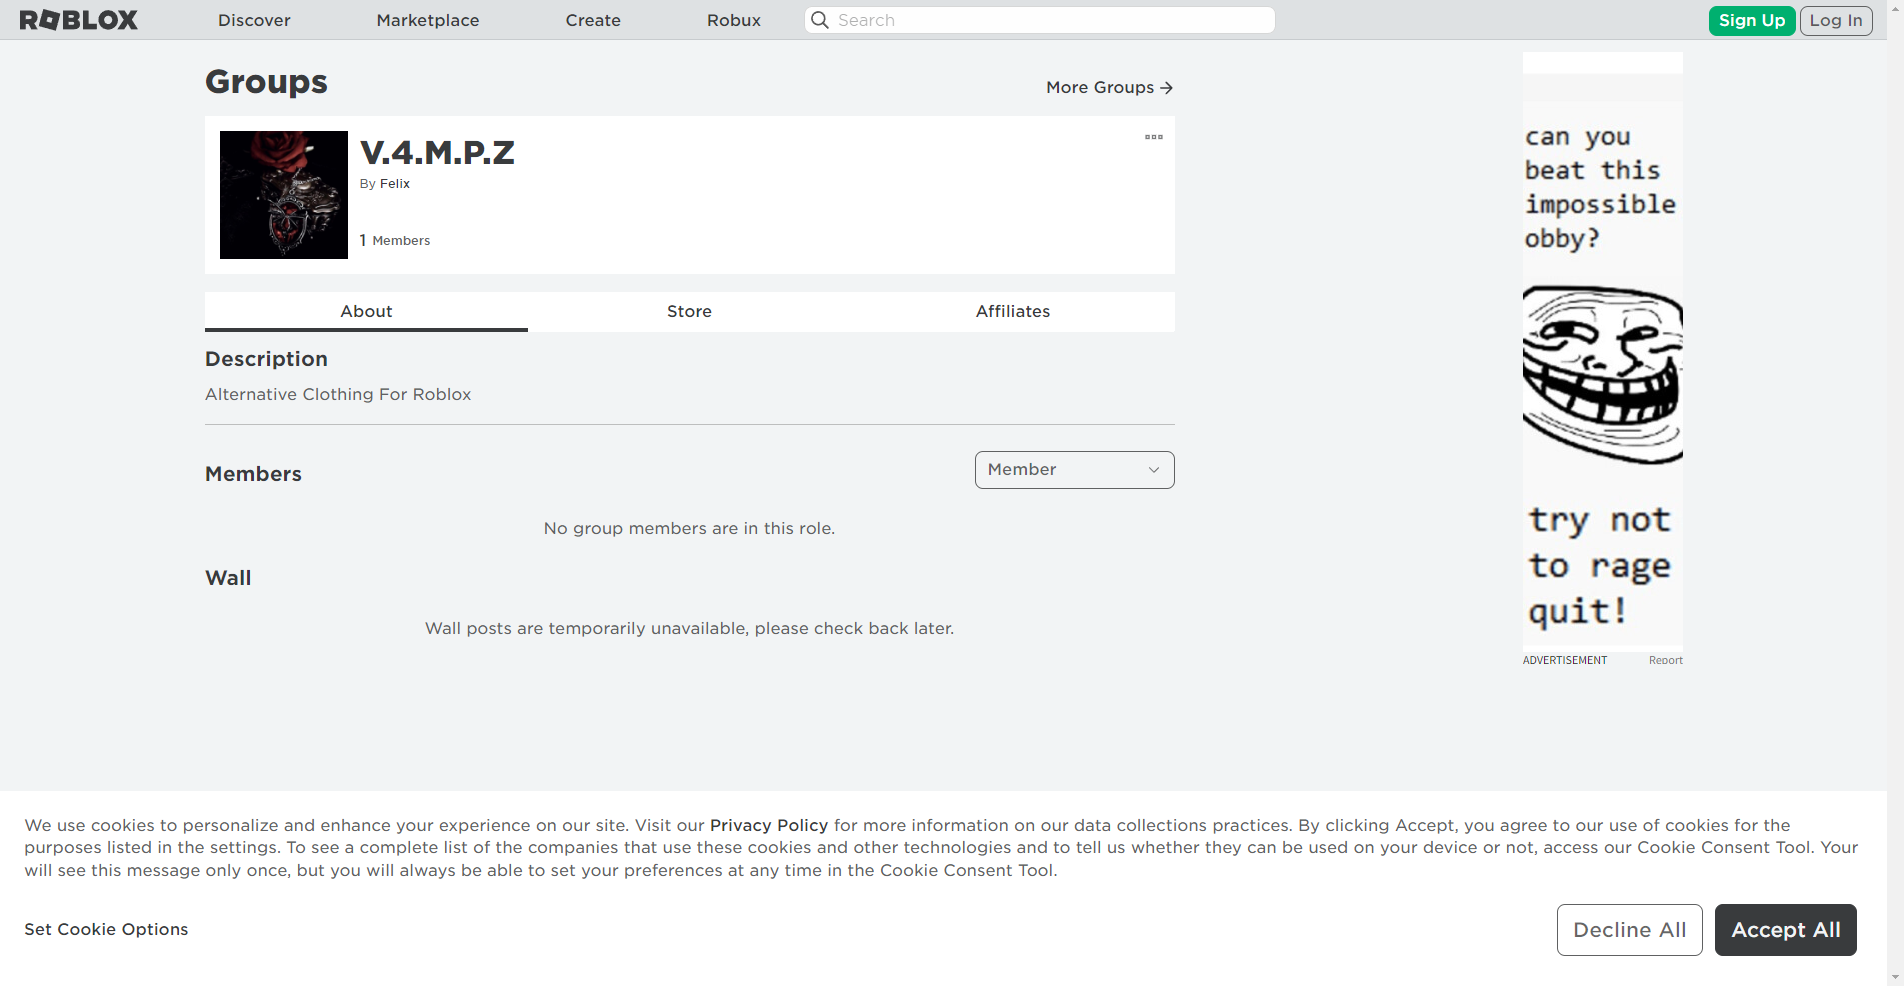 ROBLOX
Discover
Marketplace
Create
Robux
Search
Sign Up
Log In
Groups
More Groups →
V.4.M.P.Z
By Felix
1 Members
About
Store
Affiliates
Description
Alternative Clothing For Roblox
Members
Member
No group members are in this role.
Wall
Wall posts are temporarily unavailable, please check back later.
can you
beat this
impossible
obby?
try not
to rage
quit!
ADVERTISEMENT
Report
We use cookies to personalize and enhance your experience on our site. Visit our Privacy Policy for more information on our data collections practices. By clicking Accept, you agree to our use of cookies for the
purposes listed in the settings. To see a complete list of the companies that use these cookies and other technologies and to tell us whether they can be used on your device or not, access our Cookie Consent Tool. Your
will see this message only once, but you will always be able to set your preferences at any time in the Cookie Consent Tool.
Set Cookie Options
Decline All
Accept All